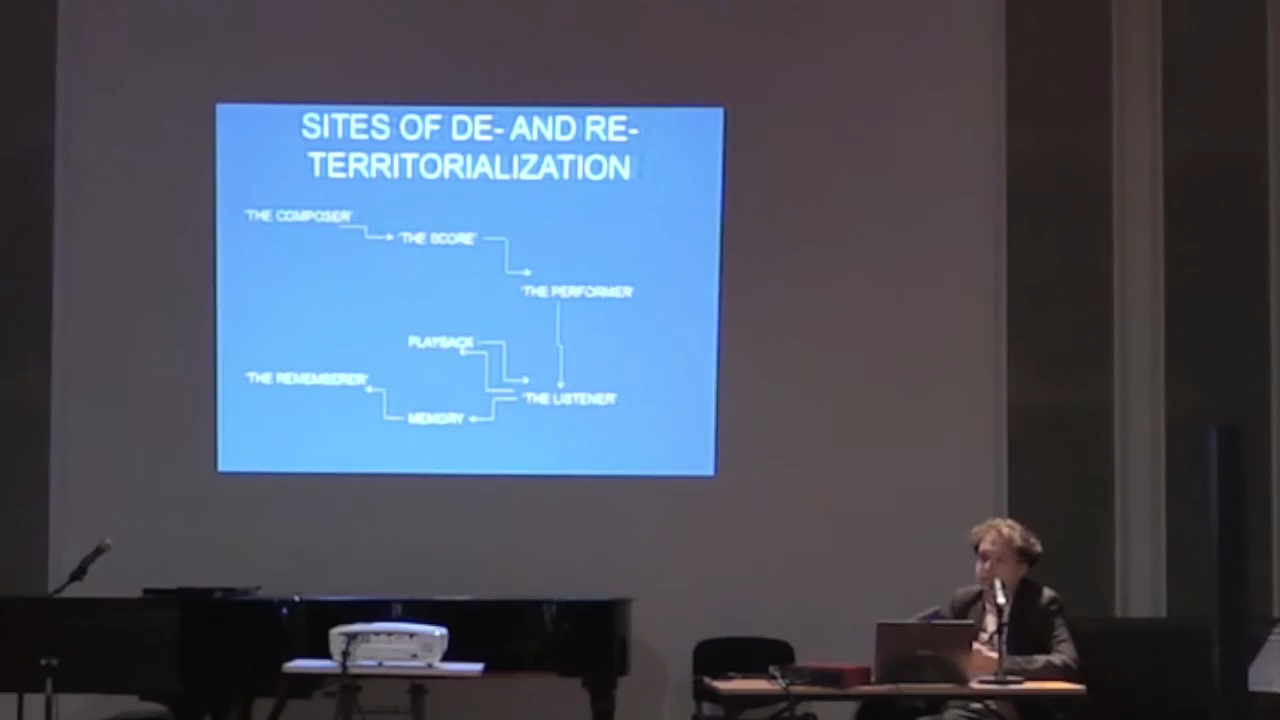 SITES OF DE- AND RE-
TERRITORIALIZATION
'THE COMPOSER'
'THE SCORE'
'THE PERFORMER'
PLAYBACK
'THE REMEMBERER'
'THE LISTENER'
MEMORY